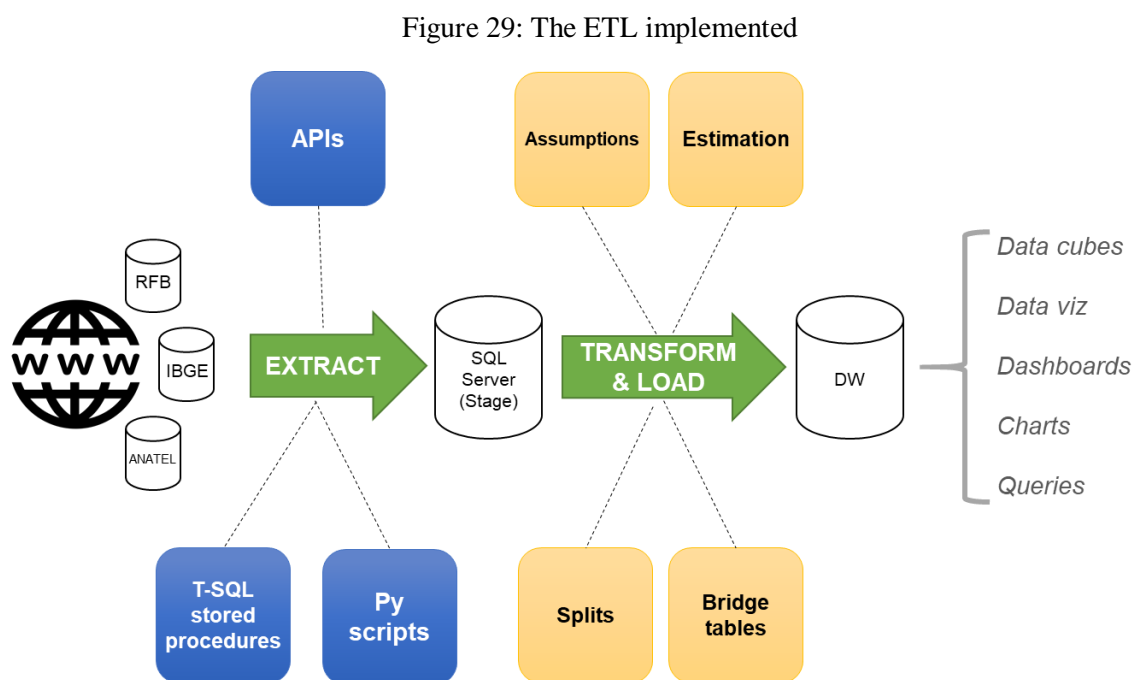 Figure 29: The ETL implemented
APIs
Assumptions
Estimation
RFB
IBGE
ANATEL
W W W
EXTRACT
SQL
Server
(Stage)
TRANSFORM
& LOAD
DW
Data cubes
Data viz
Dashboards
Charts
Queries
T-SQL
stored
procedures
Py
scripts
Splits
Bridge
tables